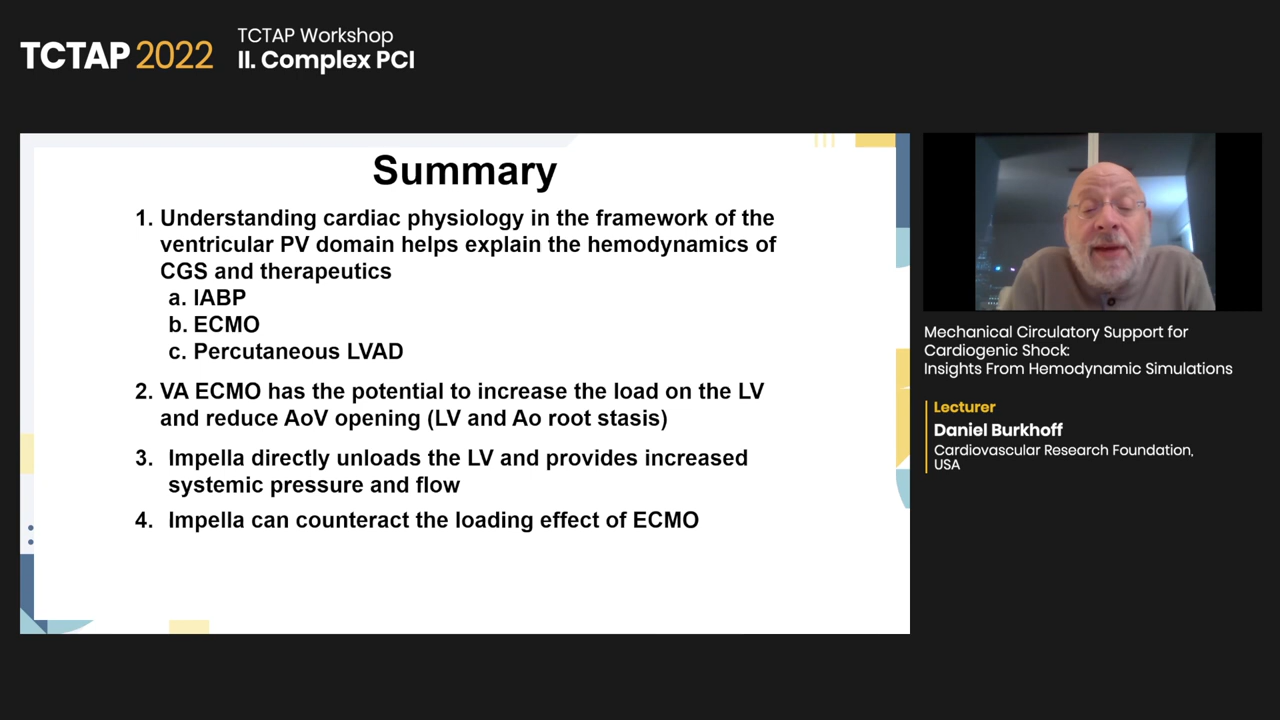 TCTAP 2022
TCTAP Workshop
II. Complex PCI
Summary
1. Understanding cardiac physiology in the framework of the
ventricular PV domain helps explain the hemodynamics of
CGS and therapeutics
a. IABP
b. ECMO
c. Percutaneous LVAD
2. VA ECMO has the potential to increase the load on the LV
and reduce AoV opening (LV and Ao root stasis)
3. Impella directly unloads the LV and provides increased
systemic pressure and flow
4. Impella can counteract the loading effect of ECMO
Mechanical Circulatory Support for
Cardiogenic Shock:
Insights From Hemodynamic Simulations
Lecturer
Daniel Burkhoff
Cardiovascular Research Foundation,
USA